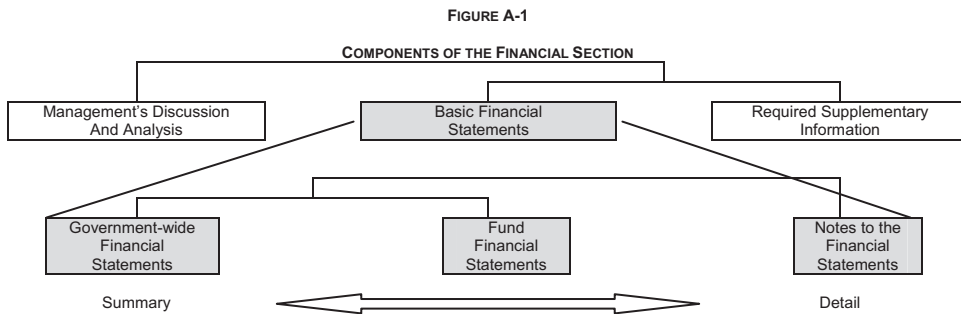 FIGURE A-1
COMPONENTS OF THE FINANCIAL SECTION
Management's Discussion
And Analysis
Basic Financial
Statements
Required Supplementary
Information
Government-wide
Financial
Statements
Fund
Financial
Statements
Notes to the
Financial
Statements
Summary
Detail